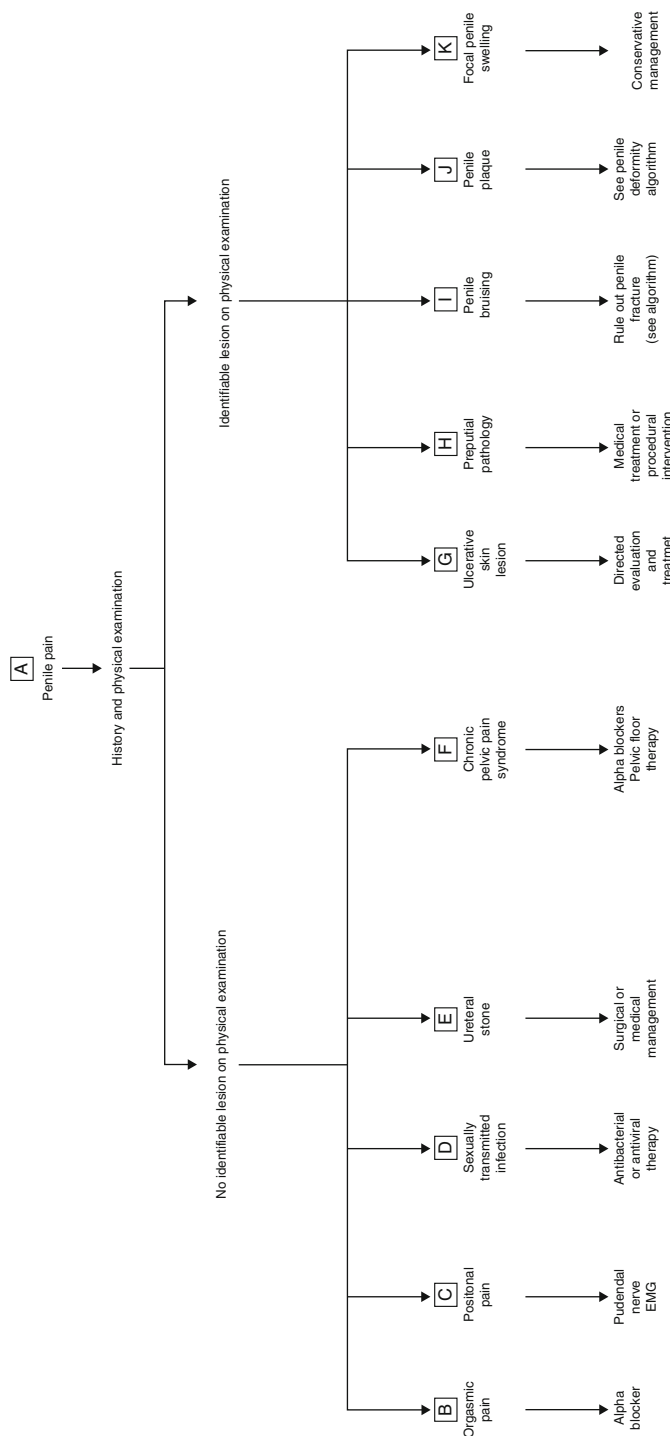 A
Penile pain
History and physical examination
No identifiable lesion on physical examination
Identifiable lesion on physical examination
B
Orgasmic
pain
C
Positonal
pain
D
Sexually
transmitted
infection
E
Ureteral
stone
F
Chronic
pelvic pain
syndrome
G
Ulcerative
skin
lesion
H
Preputial
pathology
I
Penile
bruising
J
Penile
plaque
K
Focal penile
swelling
Alpha
blocker
Pudendal
nerve
EMG
Antibacterial
or antiviral
therapy
Surgical or
medical
management
Alpha blockers
Pelvic floor
therapy
Directed
evaluation
and
treatmet
Medical
treatment or
procedural
intervention
Rule out penile
fracture
(see algorithm)
See penile
deformity
algorithm
Conservative
management